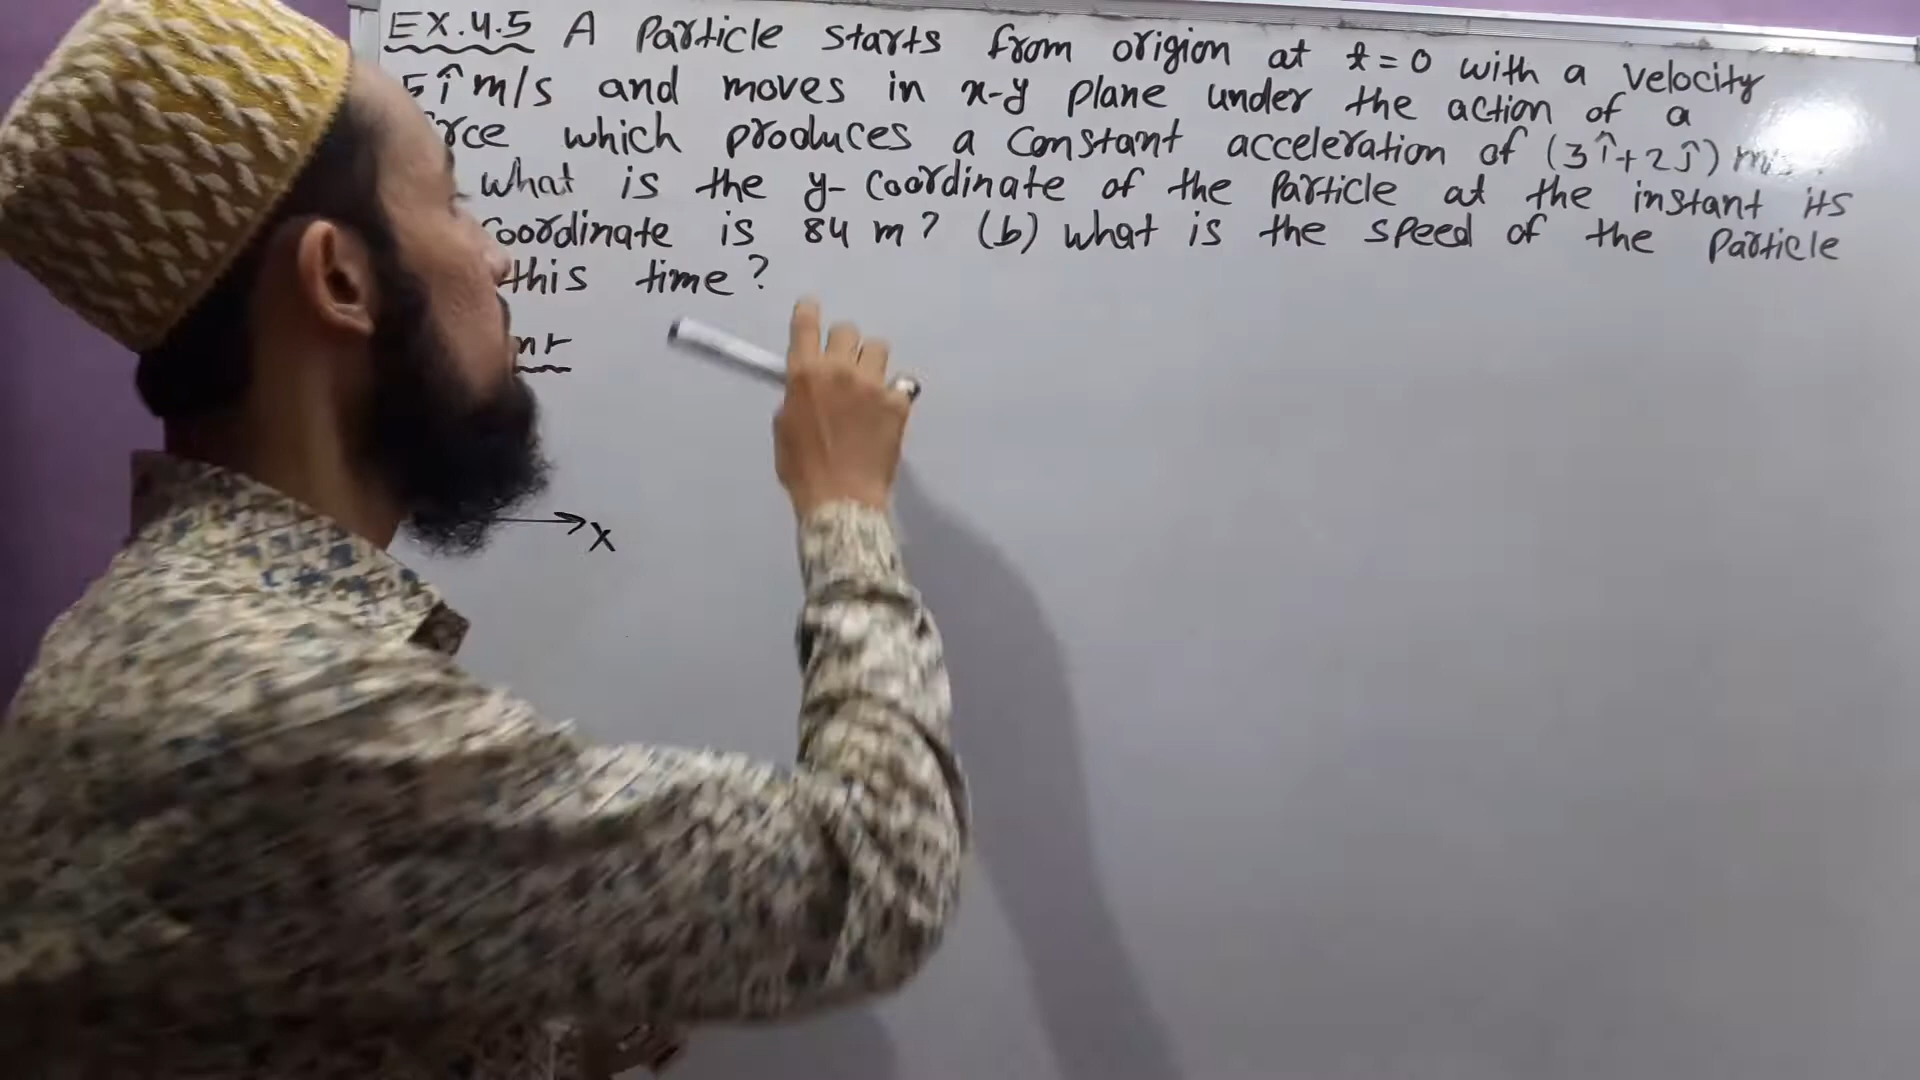 EX.4.5 A Particle starts from origion at t=0 with a velocity
5î m/s and moves in x-y plane under the action of a
which produces a constant acceleration of (3î+2ĵ)
what is the y-coordinate of the particle at the instant its
coordinate is 84 m? (b) what is the speed of the particle
this time?
X